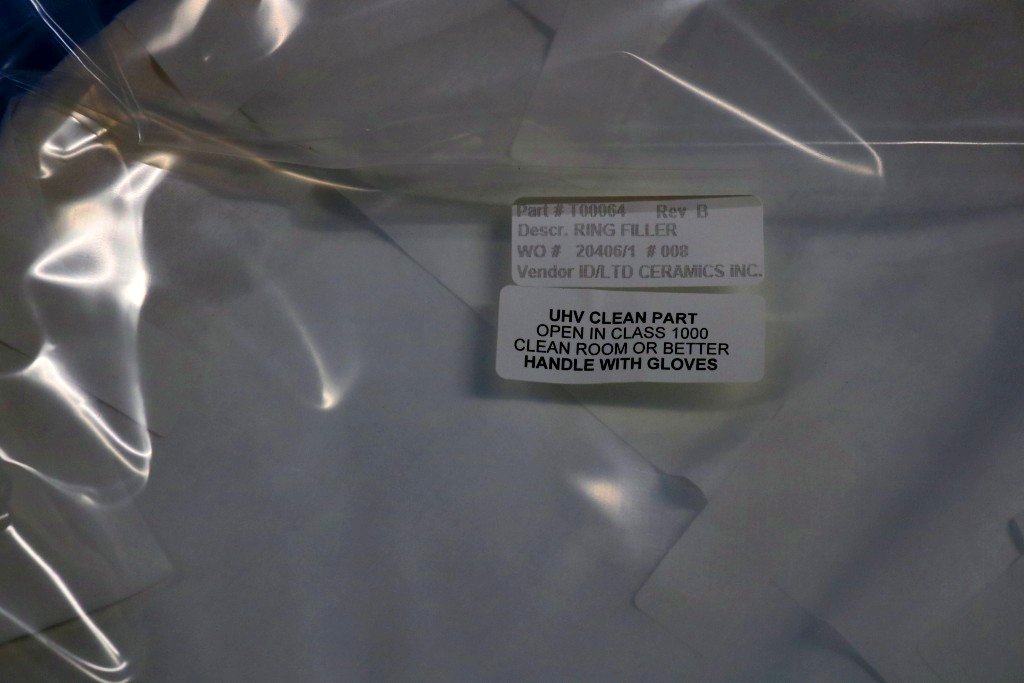 Part # T00064 Rev B
Descr. RING FILLER
WO # 20406/1 # 008
Vendor ID/LTD CERAMICS INC.
UHV CLEAN PART
OPEN IN CLASS 1000
CLEAN ROOM OR BETTER
HANDLE WITH GLOVES